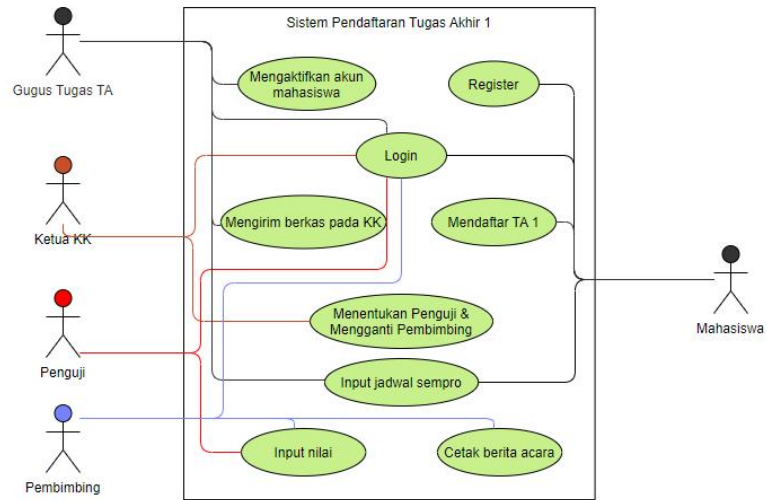 Sistem Pendaftaran Tugas Akhir 1
Gugus Tugas TA
Mengaktifkan akun
mahasiswa
Register
Login
Ketua KK
Mengirim berkas pada KK
Mendaftar TA 1
Mahasiswa
Menentukan Penguji &
Mengganti Pembimbing
Penguji
Input jadwal sempro
Pembimbing
Input nilai
Cetak berita acara